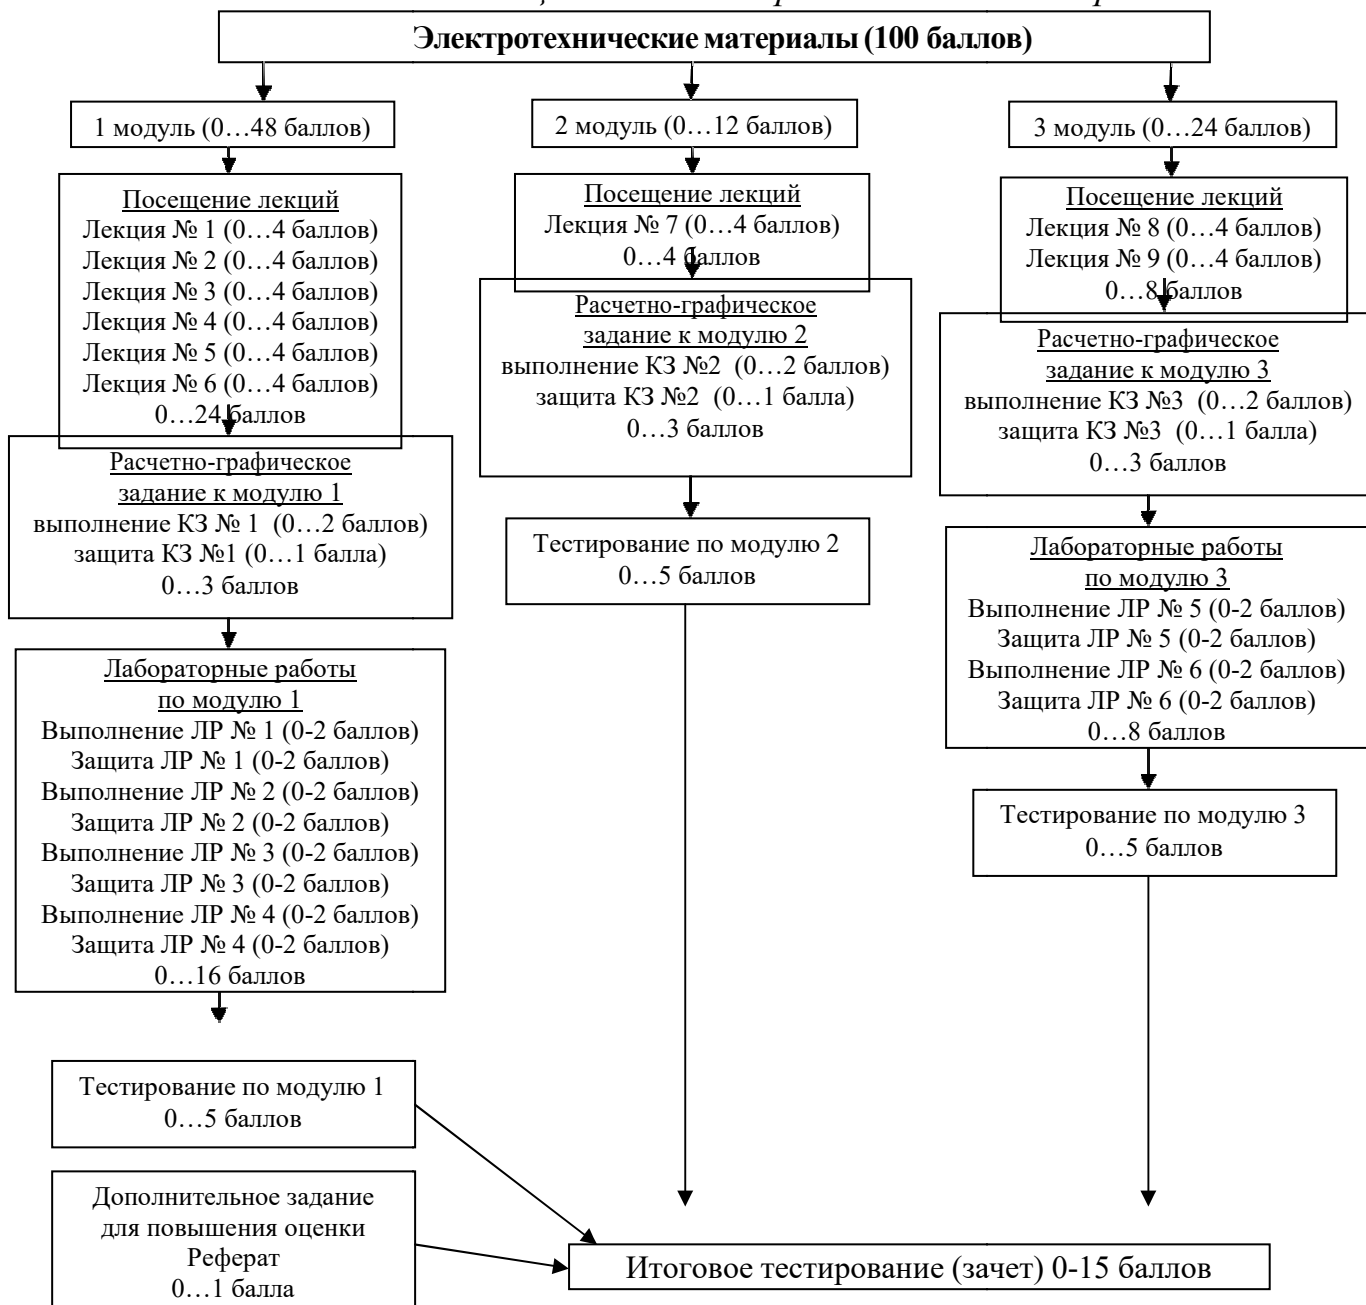 Электротехнические материалы (100 баллов)
1 модуль (0…48 баллов)
2 модуль (0…12 баллов)
3 модуль (0…24 баллов)
Посещение лекций
Лекция № 1 (0…4 баллов)
Лекция № 2 (0…4 баллов)
Лекция № 3 (0…4 баллов)
Лекция № 4 (0…4 баллов)
Лекция № 5 (0…4 баллов)
Лекция № 6 (0…4 баллов)
0…24 баллов
Расчетно-графическое
задание к модулю 1
выполнение КЗ № 1 (0…2 баллов)
защита КЗ №1 (0…1 балла)
0…3 баллов
Лабораторные работы
по модулю 1
Выполнение ЛР № 1 (0-2 баллов)
Защита ЛР № 1 (0-2 баллов)
Выполнение ЛР № 2 (0-2 баллов)
Защита ЛР № 2 (0-2 баллов)
Выполнение ЛР № 3 (0-2 баллов)
Защита ЛР № 3 (0-2 баллов)
Выполнение ЛР № 4 (0-2 баллов)
Защита ЛР № 4 (0-2 баллов)
0…16 баллов
Тестирование по модулю 1
0…5 баллов
Дополнительное задание
для повышения оценки
Реферат
0…1 балла
Посещение лекций
Лекция № 7 (0…4 баллов)
0…4 баллов
Расчетно-графическое
задание к модулю 2
выполнение КЗ №2 (0…2 баллов)
защита КЗ №2 (0…1 балла)
0…3 баллов
Тестирование по модулю 2
0…5 баллов
Посещение лекций
Лекция № 8 (0…4 баллов)
Лекция № 9 (0…4 баллов)
0…8 баллов
Расчетно-графическое
задание к модулю 3
выполнение КЗ №3 (0…2 баллов)
защита КЗ №3 (0…1 балла)
0…3 баллов
Лабораторные работы
по модулю 3
Выполнение ЛР № 5 (0-2 баллов)
Защита ЛР № 5 (0-2 баллов)
Выполнение ЛР № 6 (0-2 баллов)
Защита ЛР № 6 (0-2 баллов)
0…8 баллов
Тестирование по модулю 3
0…5 баллов
Итоговое тестирование (зачет) 0-15 баллов